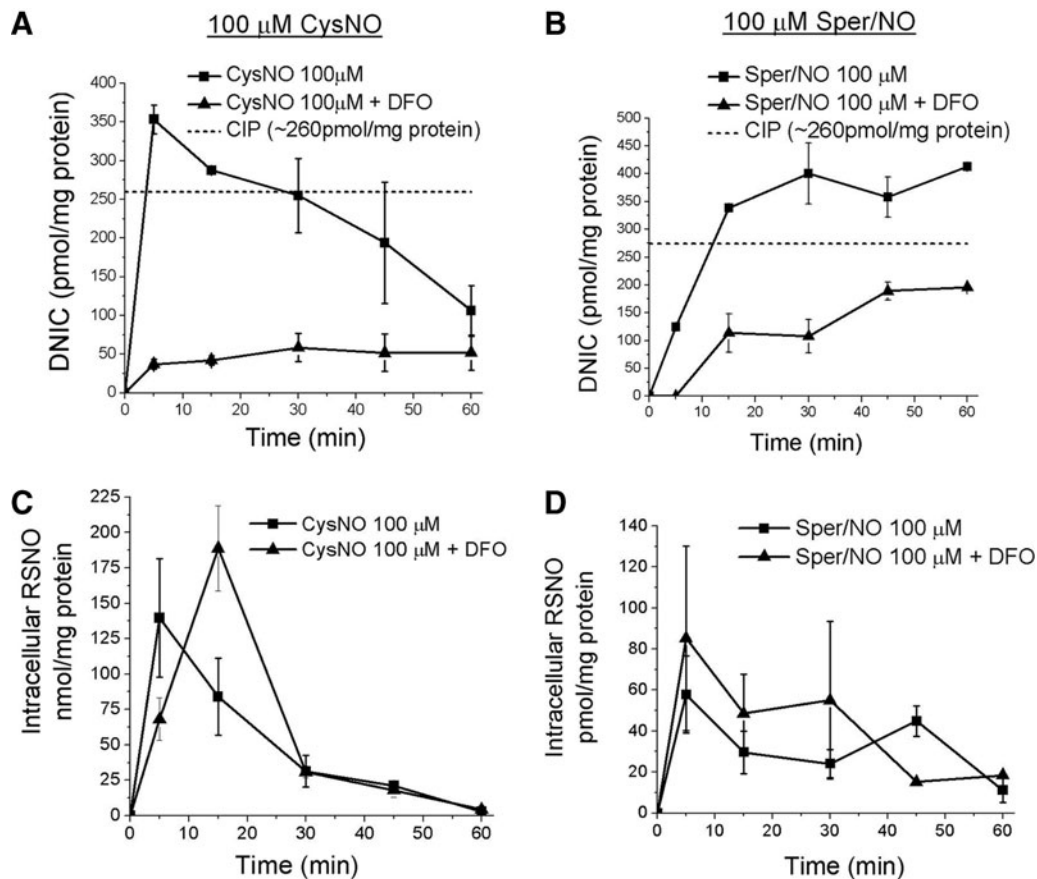 A
100 μM CysNO
CysNO 100μM
CysNO 100μM + DFO
CIP (~260pmol/mg protein)
DNIC (pmol/mg protein)
400
350
300
250
200
150
100
50
0
0 10 20 30 40 50 60
Time (min)
B
100 μM Sper/NO
Sper/NO 100 μM
Sper/NO 100 μM + DFO
CIP (~260pmol/mg protein)
DNIC (pmol/mg protein)
500
450
400
350
300
250
200
150
100
50
0
0 10 20 30 40 50 60
Time (min)
C
CysNO 100 μM
CysNO 100 μM + DFO
Intracellular RSNO
nmol/mg protein
225
200
175
150
125
100
75
50
25
0
0 10 20 30 40 50 60
Time (min)
D
Sper/NO 100 μM
Sper/NO 100 μM + DFO
Intracellular RSNO
pmol/mg protein
140
120
100
80
60
40
20
0
0 10 20 30 40 50 60
Time (min)